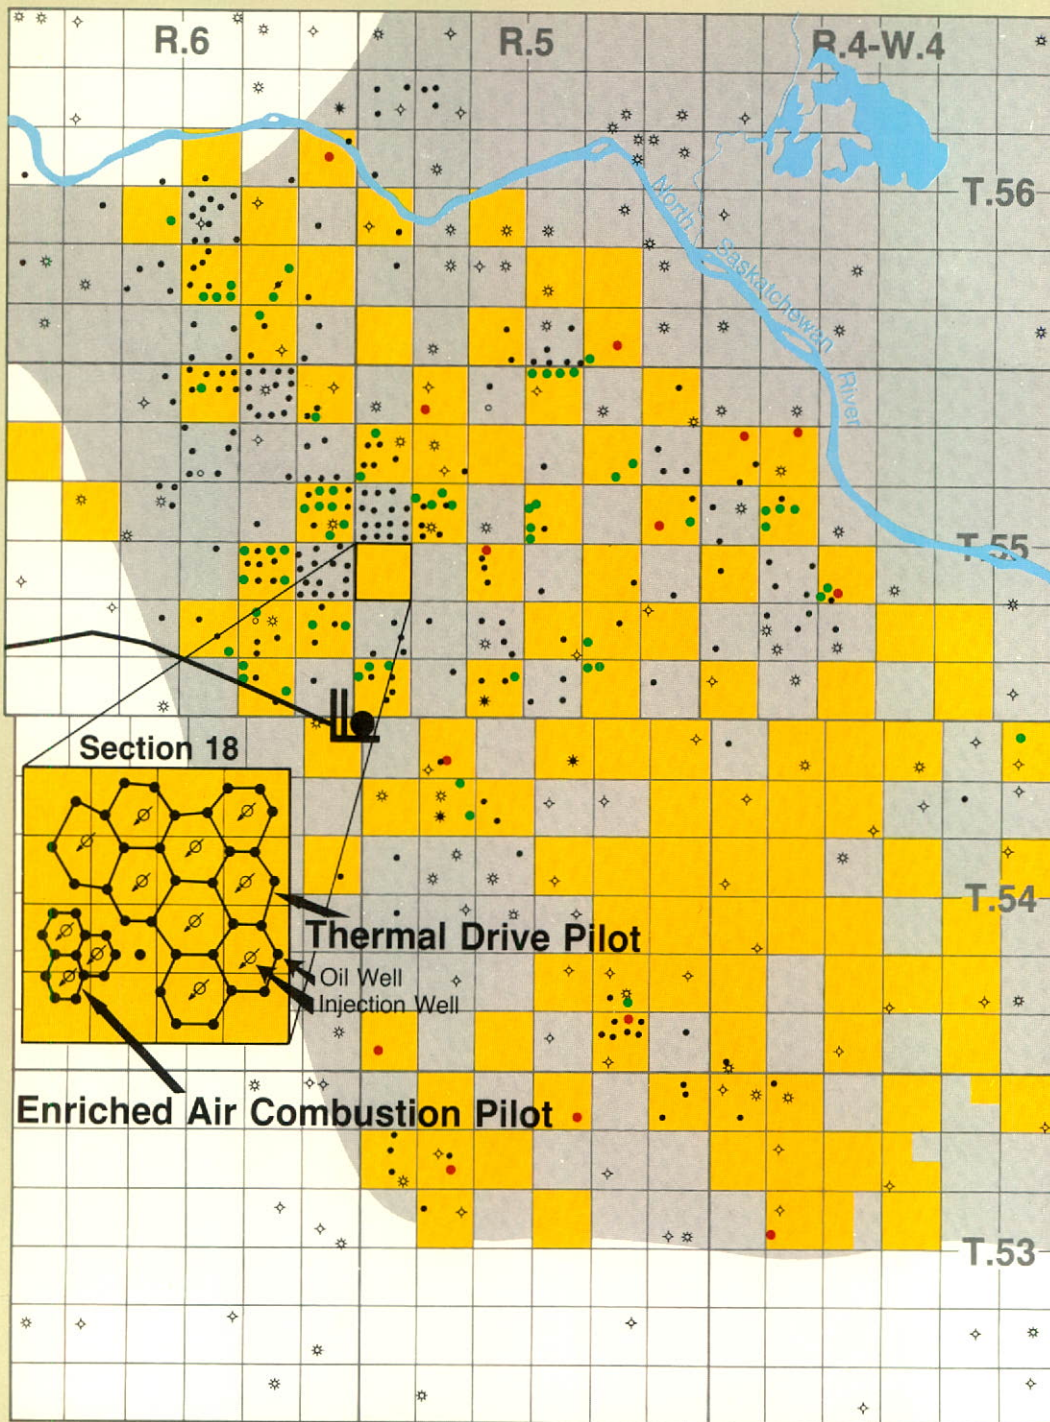 R.6
R.5
R.4-W.4
T.56
North
Saskatchewan
River
T.55
Section 18
T.54
Thermal Drive Pilot
Oil Well
Injection Well
Enriched Air Combustion Pilot
T.53